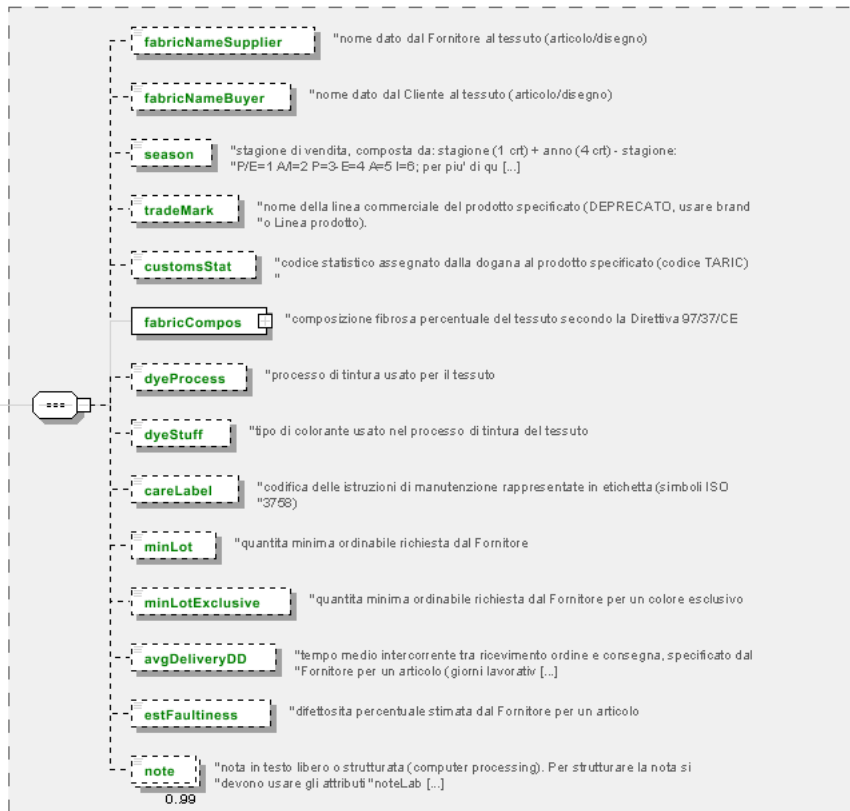 fabricNameSupplier "nome dato dal Fornitore al tessuto (articolo/disegno)
fabricNameBuyer "nome dato dal Cliente al tessuto (articolo/disegno)
season "stagione di vendita, composta da: stagione (1 crt) + anno (4 crt) - stagione:
"P/E=1 A/I=2 P=3- E=4 A=5 I=6; per piu' di qu [...]
tradeMark "nome della linea commerciale del prodotto specificato (DEPRECATO, usare brand
"o Linea prodotto).
customsStat "codice statistico assegnato dalla dogana al prodotto specificato (codice TARIC)
"
fabricCompos "composizione fibrosa percentuale del tessuto secondo la Direttiva 97/37/CE
dyeProcess "processo di tintura usato per il tessuto
dyeStuff "tipo di colorante usato nel processo di tintura del tessuto
careLabel "codifica delle istruzioni di manutenzione rappresentate in etichetta (simboli ISO
"3758)
minLot "quantita minima ordinabile richiesta dal Fornitore
minLotExclusive "quantita minima ordinabile richiesta dal Fornitore per un colore esclusivo
avgDeliveryDD "tempo medio intercorrente tra ricevimento ordine e consegna, specificato dal
"Fornitore per un articolo (giorni lavorativ [...]
estFaultiness "difettosita percentuale stimata dal Fornitore per un articolo
note "nota in testo libero o strutturata (computer processing). Per strutturare la nota si
"devono usare gli attributi "noteLab [...]
0..99